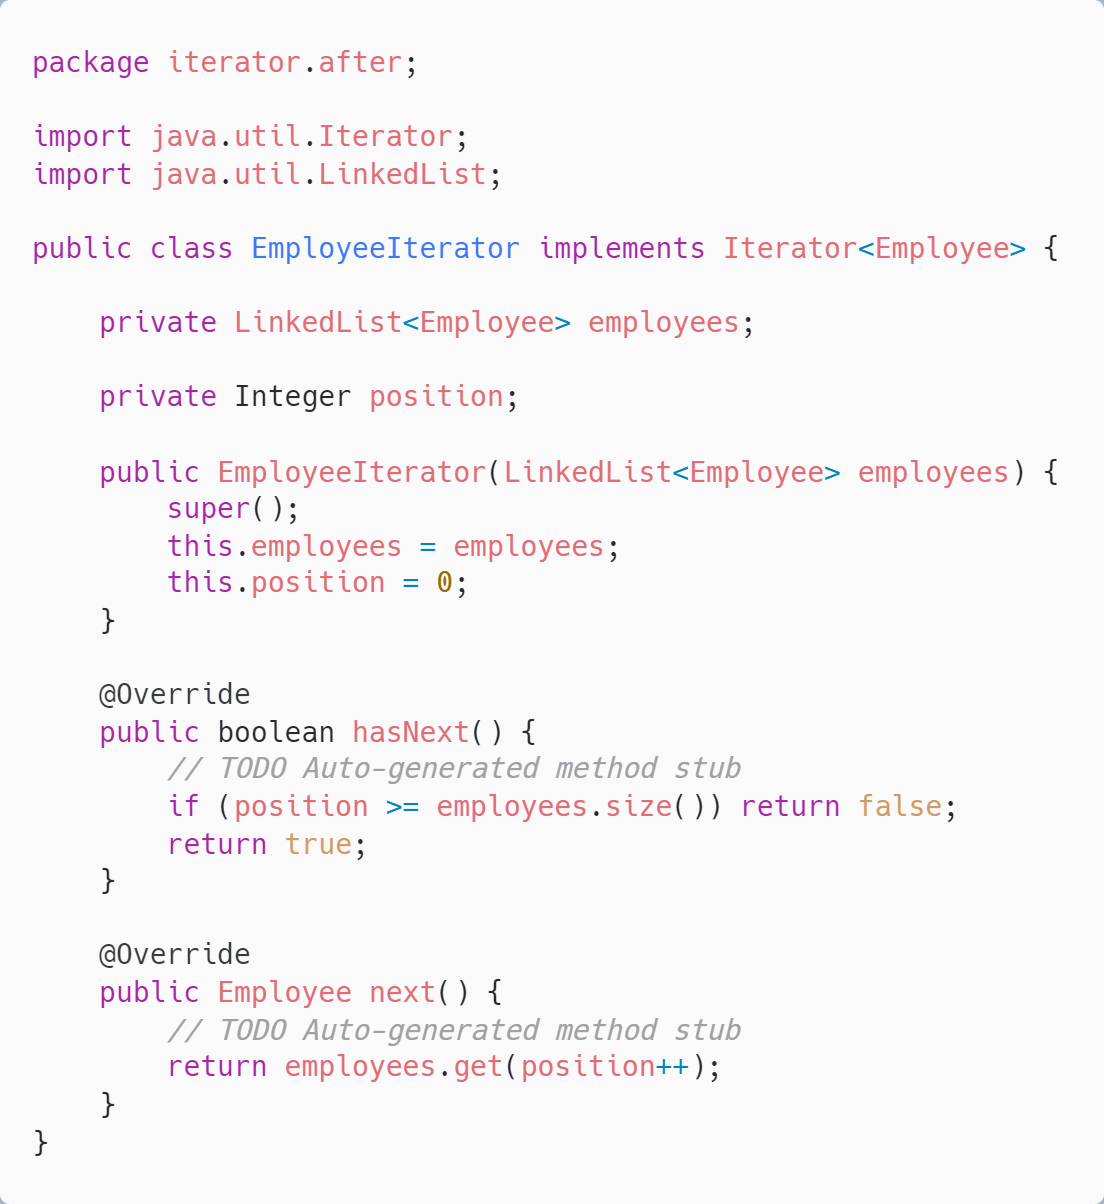 package iterator.after;

import java.util.Iterator;
import java.util.LinkedList;

public class EmployeeIterator implements Iterator<Employee> {

    private LinkedList<Employee> employees;

    private Integer position;

    public EmployeeIterator(LinkedList<Employee> employees) {
        super();
        this.employees = employees;
        this.position = 0;
    }

    @Override
    public boolean hasNext() {
        // TODO Auto-generated method stub
        if (position >= employees.size()) return false;
        return true;
    }

    @Override
    public Employee next() {
        // TODO Auto-generated method stub
        return employees.get(position++);
    }
}